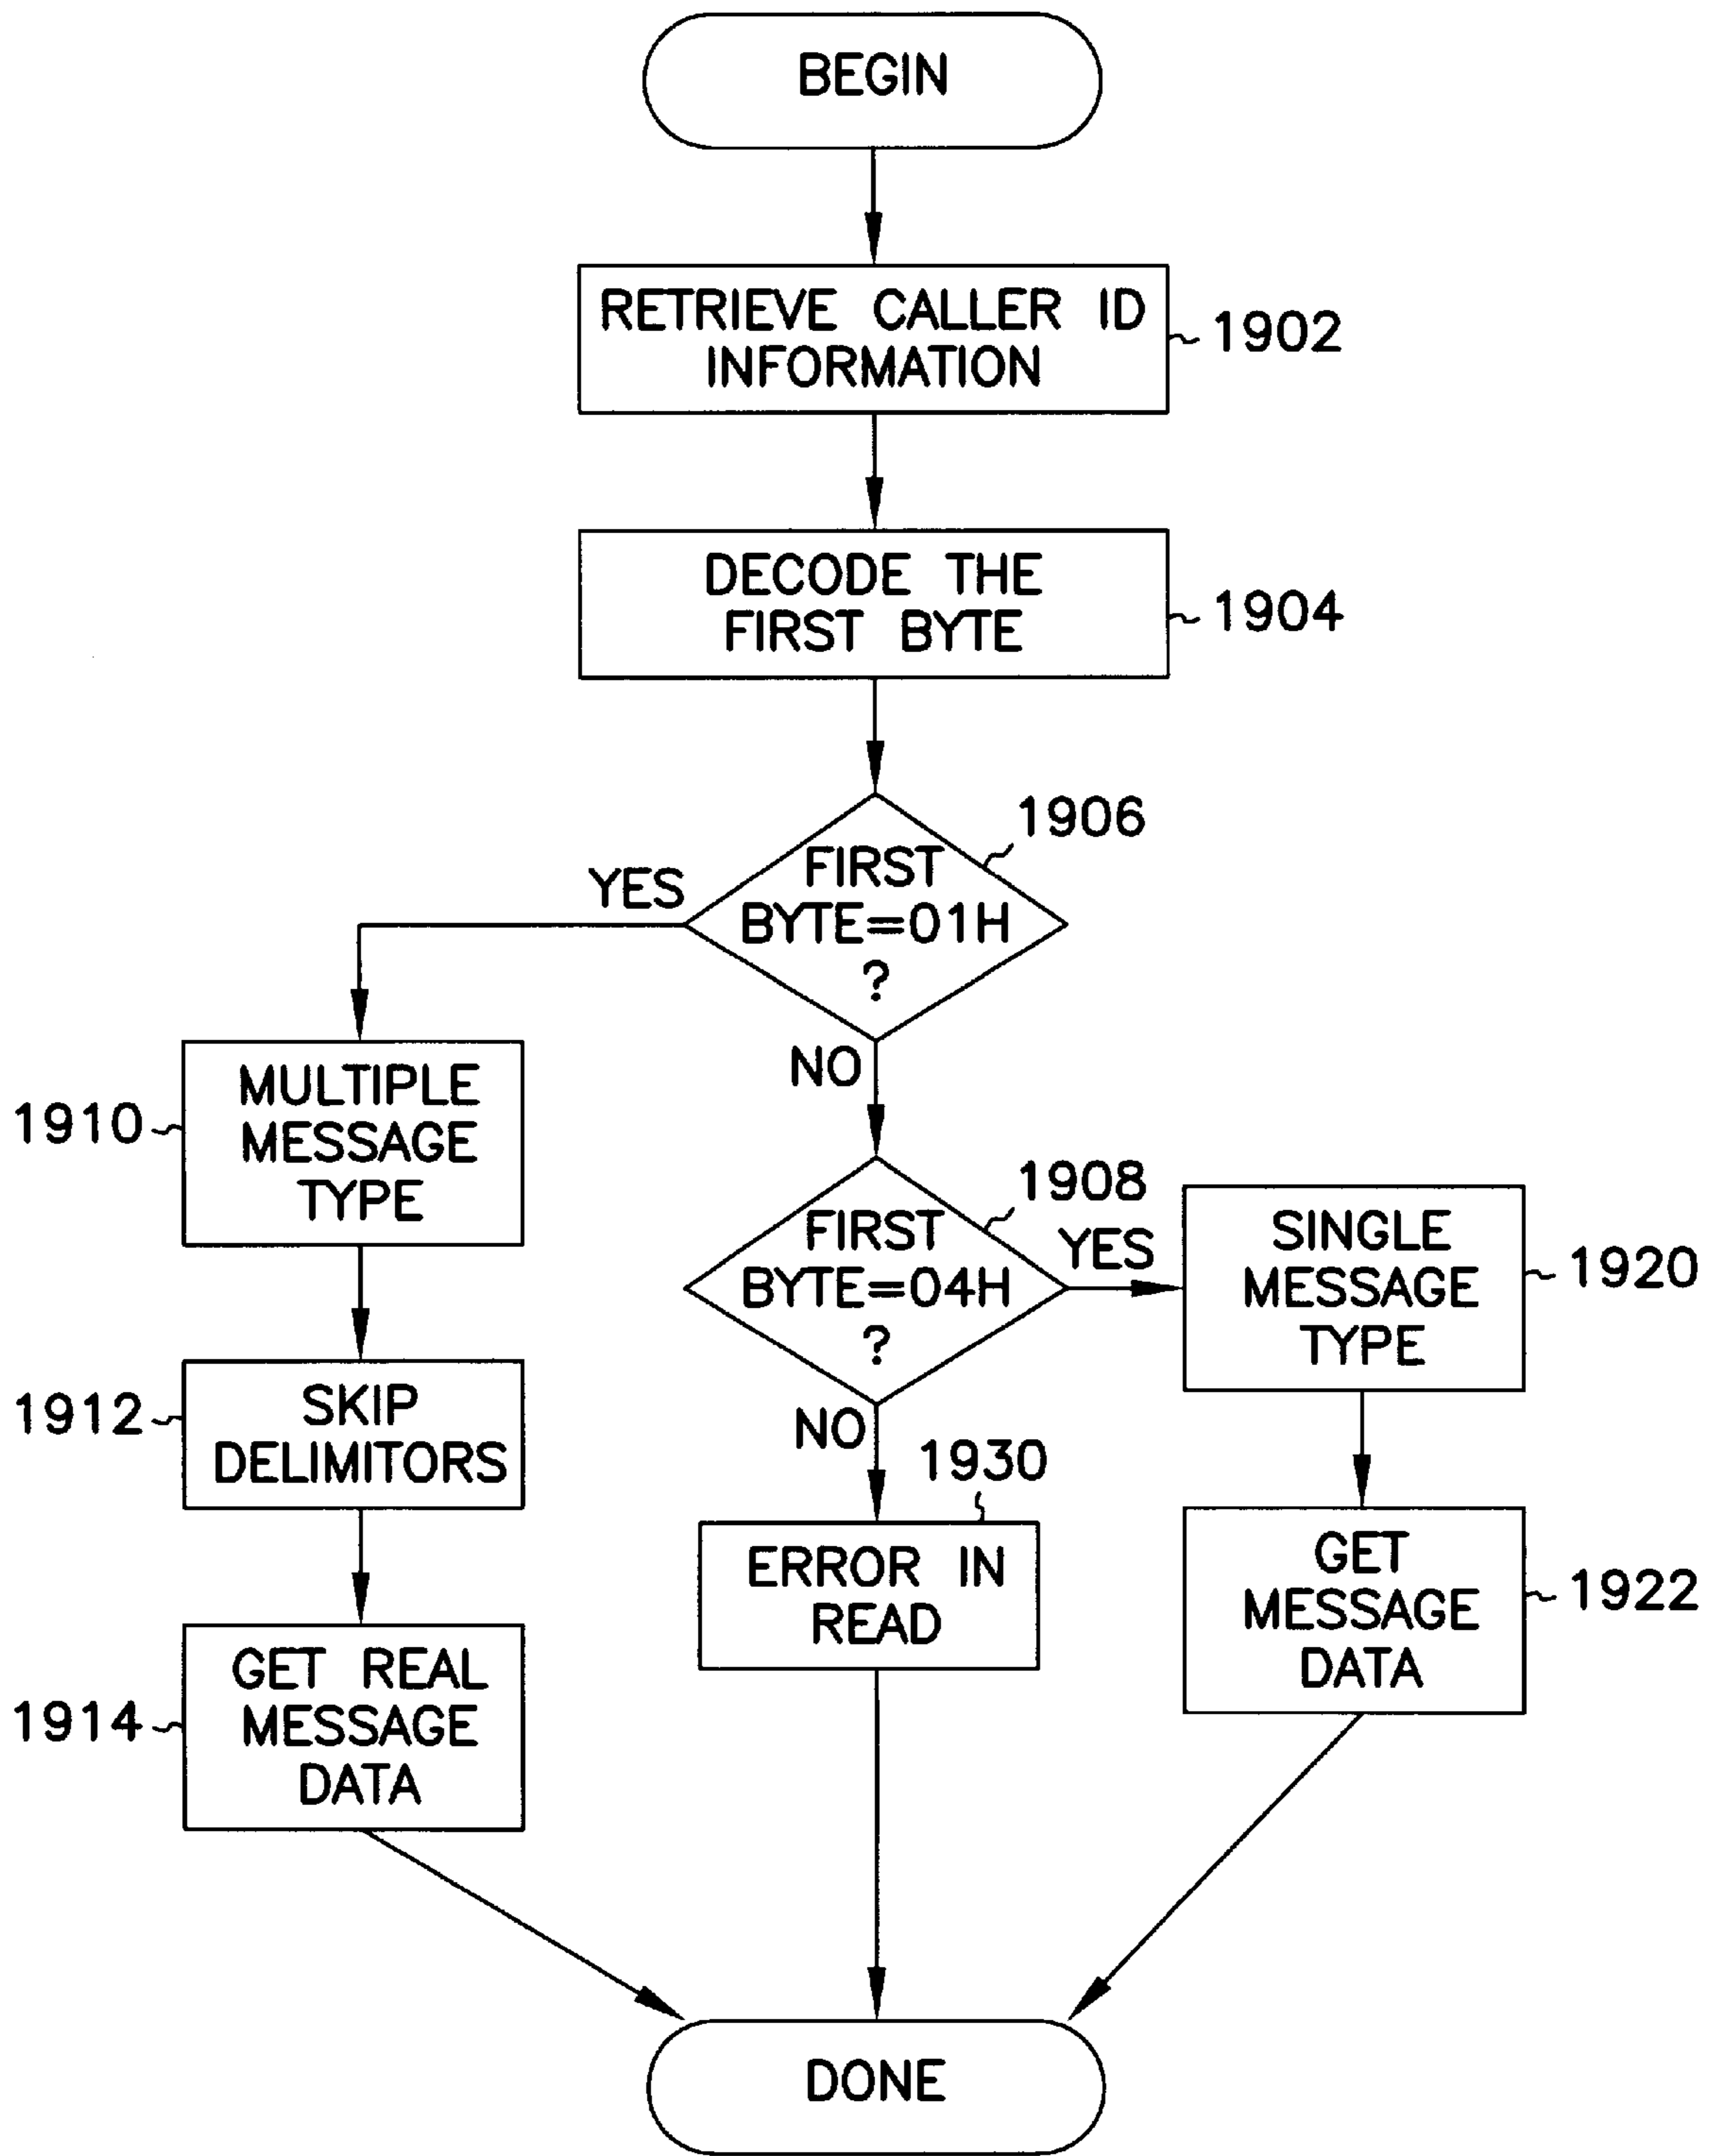 BEGIN
RETRIEVE CALLER ID
INFORMATION
1902
DECODE THE
FIRST BYTE
1904
1906
FIRST
BYTE=01H
?
YES
NO
1910
MULTIPLE
MESSAGE
TYPE
1908
FIRST
BYTE=04H
?
YES
NO
SINGLE
MESSAGE
TYPE
1920
1912
SKIP
DELIMITORS
1930
ERROR IN
READ
GET
MESSAGE
DATA
1922
1914
GET REAL
MESSAGE
DATA
DONE